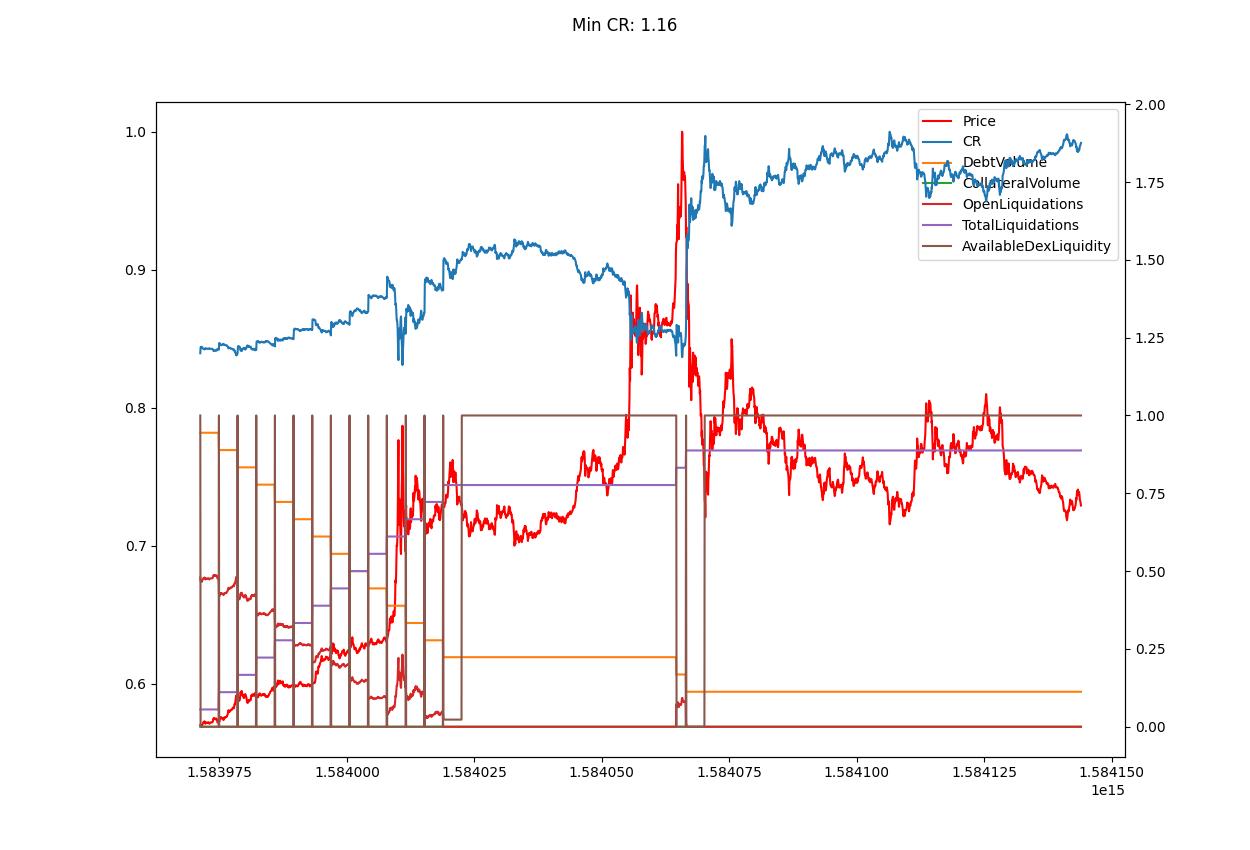 Min CR: 1.16
1.0
0.9
0.8
0.7
0.6
2.00
1.75
1.50
1.25
1.00
0.75
0.50
0.25
0.00
Price
CR
DebtVolume
CollateralVolume
OpenLiquidations
TotalLiquidations
AvailableDexLiquidity
1.583975 1.584000 1.584025 1.584050 1.584075 1.584100 1.584125 1.584150
1e15